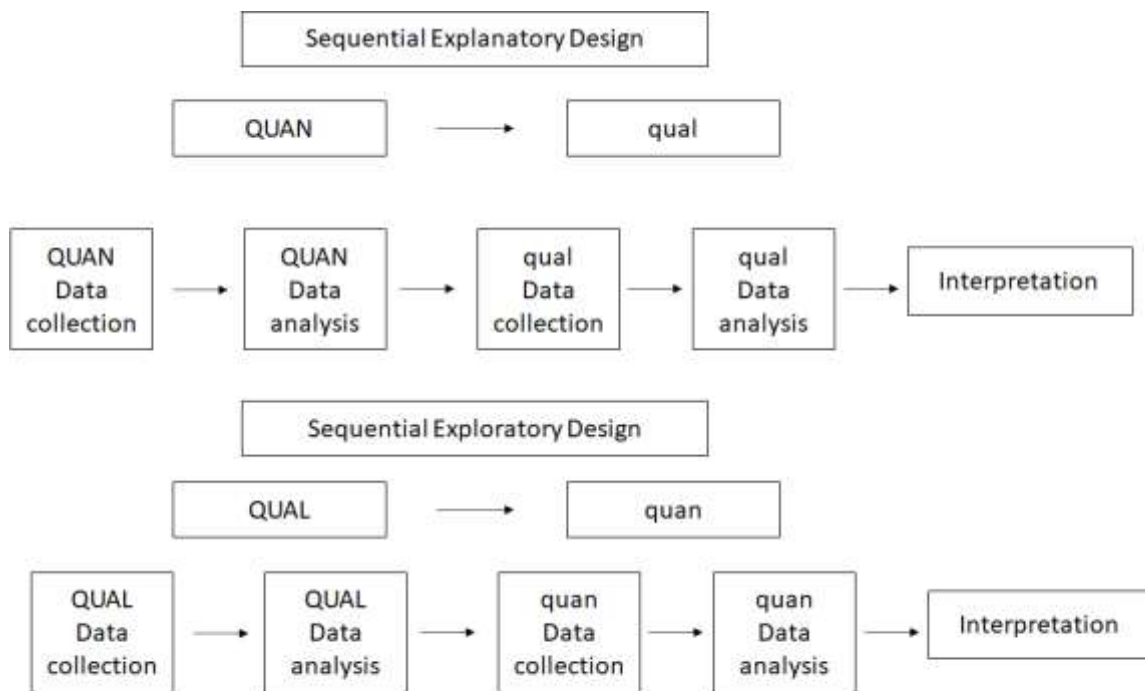 Sequential Explanatory Design
QUAN
qual
QUAN
Data
collection
QUAN
Data
analysis
qual
Data
collection
qual
Data
analysis
Interpretation
Sequential Exploratory Design
QUAL
quan
QUAL
Data
collection
QUAL
Data
analysis
quan
Data
collection
quan
Data
analysis
Interpretation